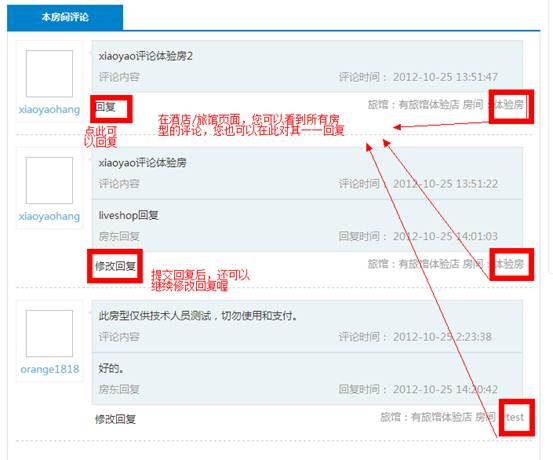 本房间评论
xiaoyao评论体验房2
评论内容 评论时间： 2012-10-25 13:51:47
xiaoyaohang
回复
旅馆：有旅馆体验店 房间：体验房
点此可
以回复
在酒店/旅馆页面，您可以看到所有房
型的评论，您也可以在此对其一一回复
xiaoyao评论体验房
评论内容 评论时间： 2012-10-25 13:51:22
xiaoyaohang
liveshop回复
房东回复 回复时间： 2012-10-25 14:01:03
修改回复
旅馆：有旅馆体验店 房间：体验房
提交回复后，还可以
继续修改回复喔
此房型仅供技术人员测试，切勿使用和支付。
评论内容 评论时间： 2012-10-25 2:23:38
orange1818
好的。
房东回复 回复时间： 2012-10-25 14:20:42
修改回复
旅馆：有旅馆体验店 房间：test